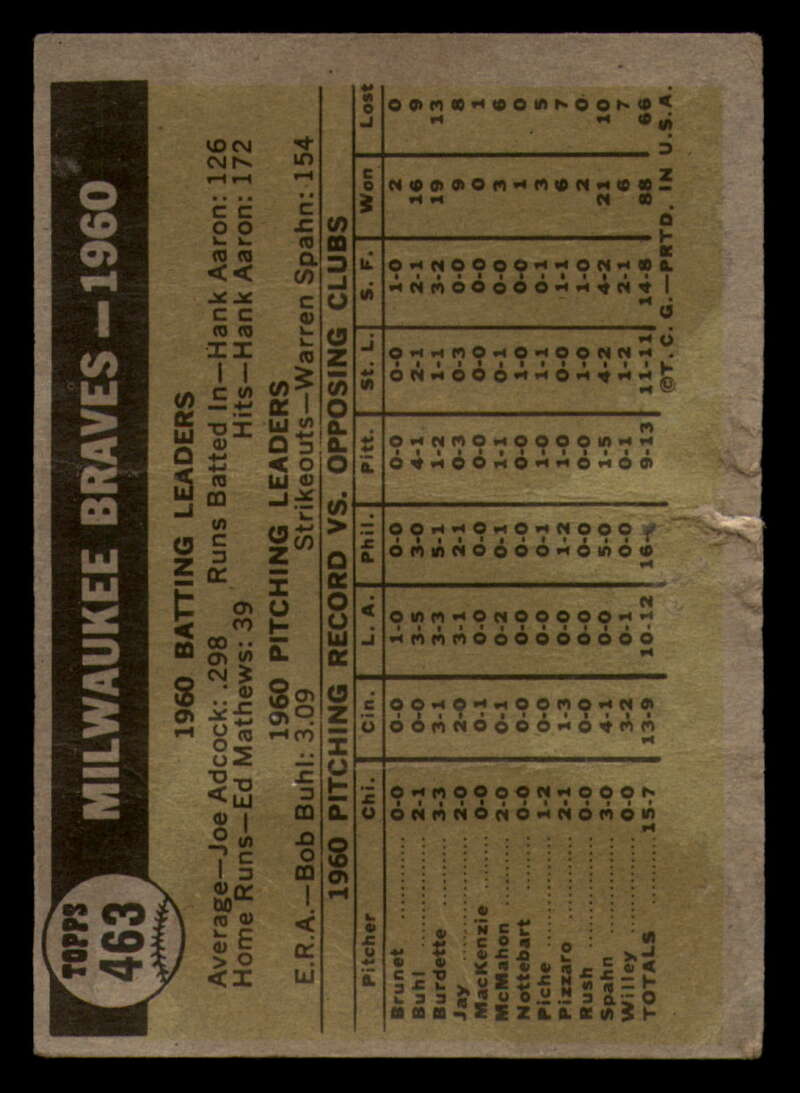 TOPPS
463
MILWAUKEE BRAVES—1960
1960 BATTING LEADERS
Average—Joe Adcock: .298 Runs Batted In—Hank Aaron: 126
Home Runs—Ed Mathews: 39 Hits—Hank Aaron: 172
1960 PITCHING LEADERS
E.R.A.—Bob Buhl: 3.09 Strikeouts—Warren Spahn: 154
1960 PITCHING RECORD VS. OPPOSING CLUBS
Pitcher Chi. Cin. L. A. Phil. Pitt. St. L. S. F. Won Lost
Brunet 0-0 0-0 1-0 0-0 0-0 0-0 1-0 2 0
Buhl 2-1 0-0 3-5 3-0 4-1 2-1 2-1 16 9
Burdette 3-3 3-1 3-3 5-1 1-2 1-1 3-2 19 13
Jay 2-0 2-0 3-1 2-1 0-3 0-3 0-0 9 8
MacKenzie 0-0 0-1 0-0 0-0 0-0 0-0 0-0 0 1
McMahon 2-0 0-1 0-2 0-1 1-1 0-1 0-0 3 6
Nottebart 0-0 0-0 0-0 0-0 0-0 1-0 0-0 1 0
Piche 1-2 0-0 0-0 0-1 1-0 1-1 0-1 3 5
Pizzaro 2-1 1-3 0-0 1-2 1-0 0-0 1-1 6 7
Rush 0-0 0-0 0-0 0-0 0-0 1-0 1-0 2 0
Spahn 3-0 4-1 0-0 5-0 1-5 4-2 4-2 21 10
Willey 0-0 3-2 0-1 0-0 0-1 1-2 2-1 6 7
TOTALS 15-7 13-9 10-12 16- 9-13 11-11 14-8 88 66
©T. C. G.—PRTD. IN U.S.A.